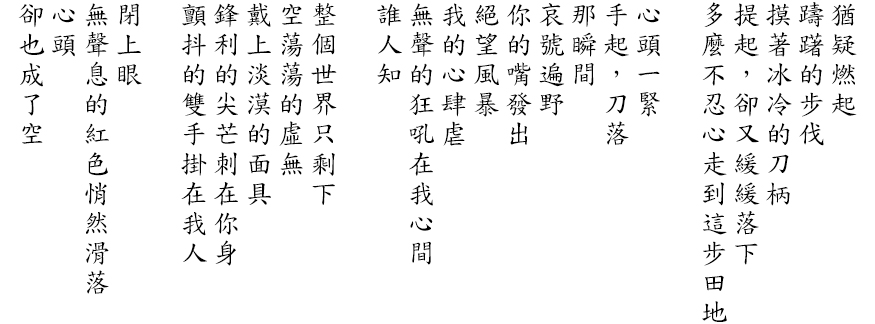 猶疑燃起
躊躇的步伐
摸著冰冷的刀柄
提起，卻又緩緩落下
多麼不忍心走到這步田地
心頭一緊
手起，刀落
那瞬間
哀號遍野
你的嘴發出
絕望風暴
我的心肆虐
無聲的狂吼在我心間
誰人知
整個世界只剩下
空蕩蕩的虛無
戴上淡漠的面具
鋒利的尖芒刺在你身
顫抖的雙手掛在我人
閉上眼
無聲息的紅色悄然滑落
心頭
卻也成了空